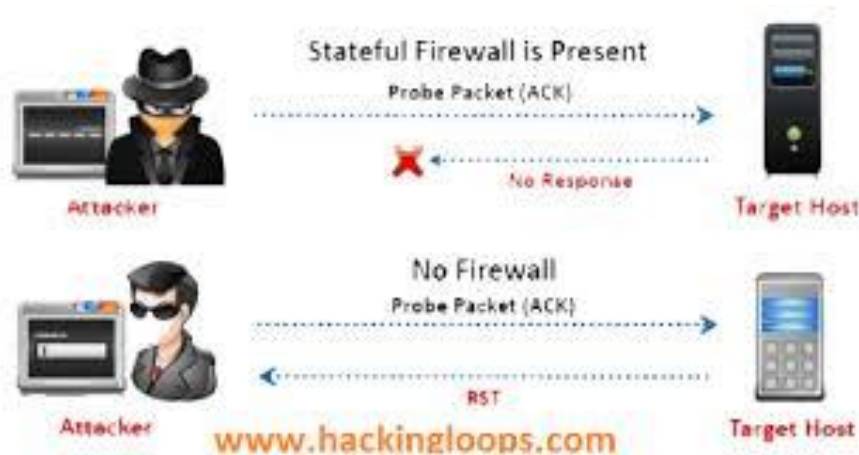 Stateful Firewall is Present
Probe Packet (ACK)
No Response
Attacker
Target Host
No Firewall
Probe Packet (ACK)
RST
Attacker
Target Host
www.hackingloops.com